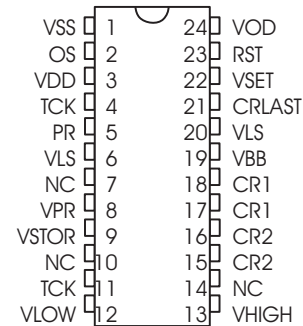 VSS 1 24 VOD
OS 2 23 RST
VDD 3 22 VSET
TCK 4 21 CRLAST
PR 5 20 VLS
VLS 6 19 VBB
NC 7 18 CR1
VPR 8 17 CR1
VSTOR 9 16 CR2
NC 10 15 CR2
TCK 11 14 NC
VLOW 12 13 VHIGH